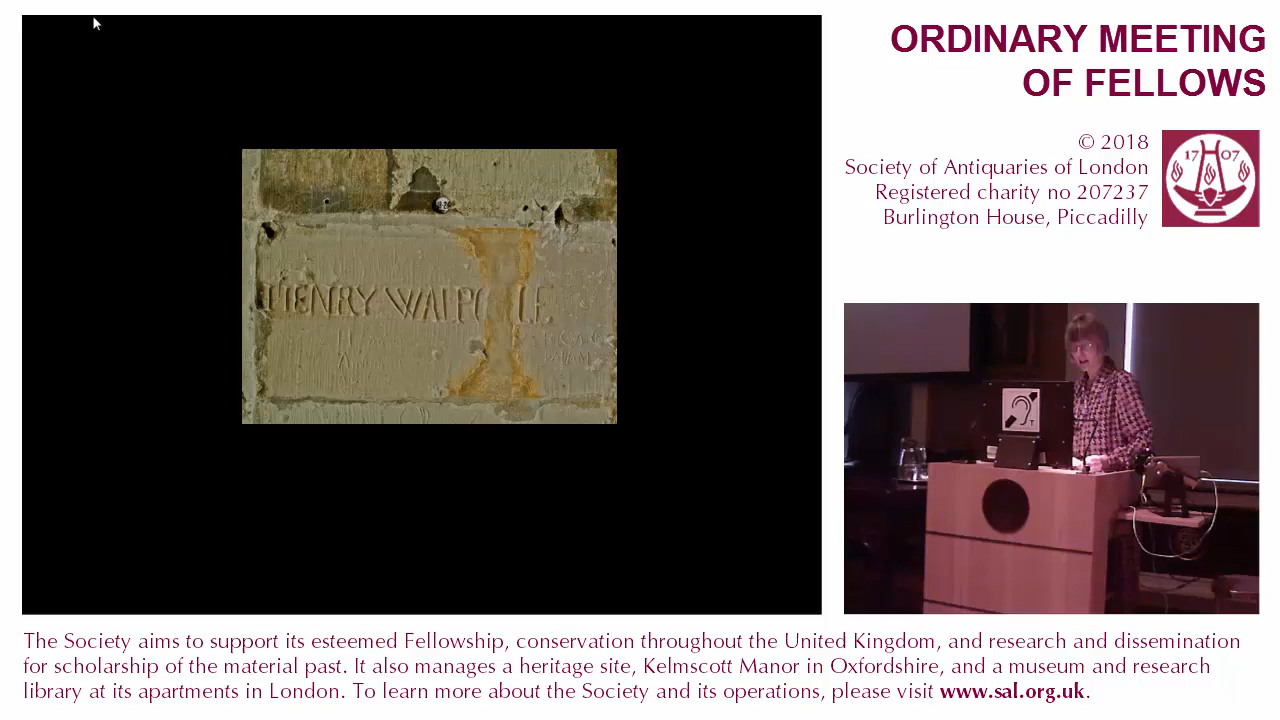 ORDINARY MEETING
OF FELLOWS
© 2018
Society of Antiquaries of London
Registered charity no 207237
Burlington House, Piccadilly
17 07
HENRY WALPOLE
T
The Society aims to support its esteemed Fellowship, conservation throughout the United Kingdom, and research and dissemination
for scholarship of the material past. It also manages a heritage site, Kelmscott Manor in Oxfordshire, and a museum and research
library at its apartments in London. To learn more about the Society and its operations, please visit www.sal.org.uk.